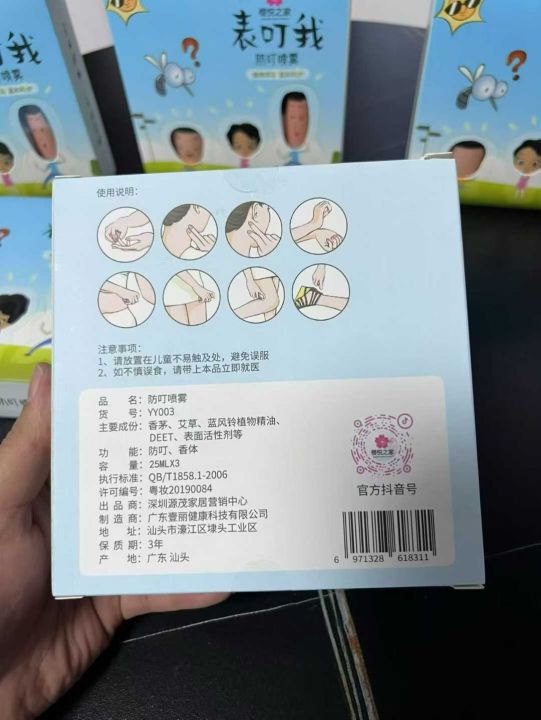 樱悦之家
表叮我
防叮喷雾
使用说明：
注意事项：
1、请放置在儿童不易触及处，避免误服
2、如不慎误食，请带上本品立即就医
品 名：防叮喷雾
货 号：YY003
主要成份：香茅、艾草、蓝风铃植物精油、
DEET、表面活性剂等
功 能：防叮、香体
容 量：25MLX3
执行标准：QB/T1858.1-2006
许可编号：粤妆20190084
出 品 商：深圳源茂家居营销中心
制 造 商：广东壹丽健康科技有限公司
地 址：汕头市濠江区埭头工业区
保 质 期：3年
产 地：广东 汕头
樱悦之家
官方抖音号
6 971328 618311